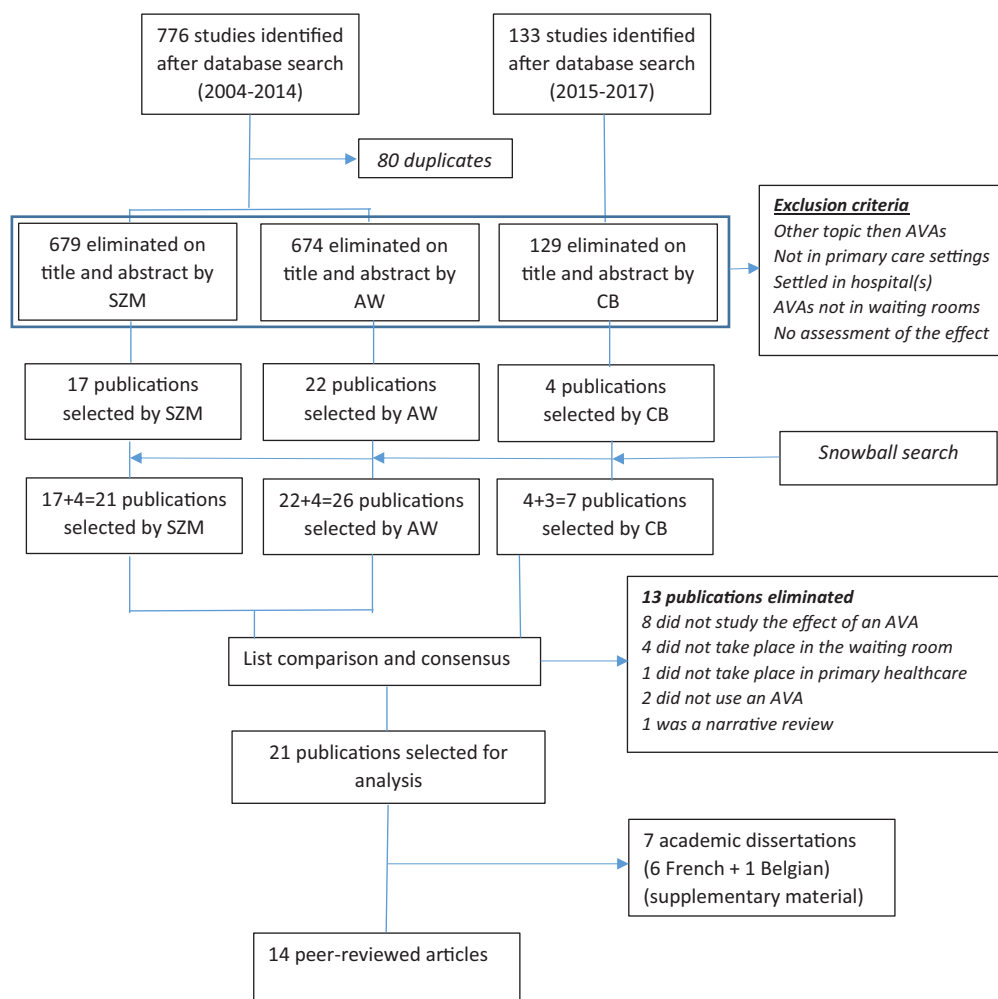 776 studies identified
after database search
(2004-2014)
133 studies identified
after database search
(2015-2017)
80 duplicates
679 eliminated on
title and abstract by
SZM
674 eliminated on
title and abstract by
AW
129 eliminated on
title and abstract by
CB
Exclusion criteria
Other topic then AVAs
Not in primary care settings
Settled in hospital(s)
AVAs not in waiting rooms
No assessment of the effect
17 publications
selected by SZM
22 publications
selected by AW
4 publications
selected by CB
Snowball search
17+4=21 publications
selected by SZM
22+4=26 publications
selected by AW
4+3=7 publications
selected by CB
13 publications eliminated
8 did not study the effect of an AVA
4 did not take place in the waiting room
1 did not take place in primary healthcare
2 did not use an AVA
1 was a narrative review
List comparison and consensus
21 publications selected for
analysis
7 academic dissertations
(6 French + 1 Belgian)
(supplementary material)
14 peer-reviewed articles